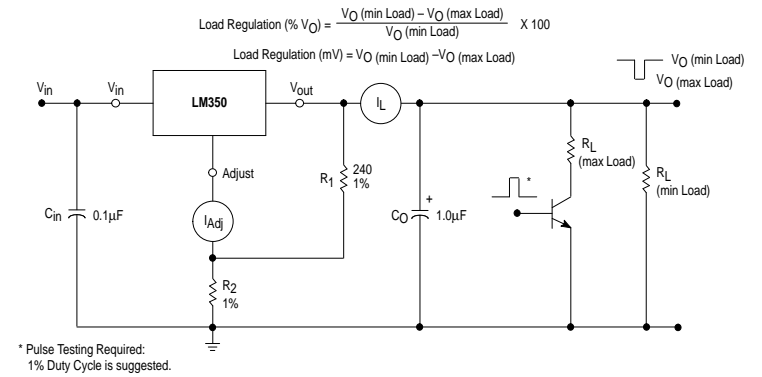 Load Regulation (% VO) = VO (min Load) – VO (max Load) / VO (min Load) X 100
Load Regulation (mV) = VO (min Load) –VO (max Load)
VO (min Load)
VO (max Load)
Vin
Vin
LM350
Vout
IL
RL
(max Load)
RL
(min Load)
Adjust
R1
240
1%
*
Cin
0.1µF
IAdj
+
CO
1.0µF
R2
1%
* Pulse Testing Required:
1% Duty Cycle is suggested.